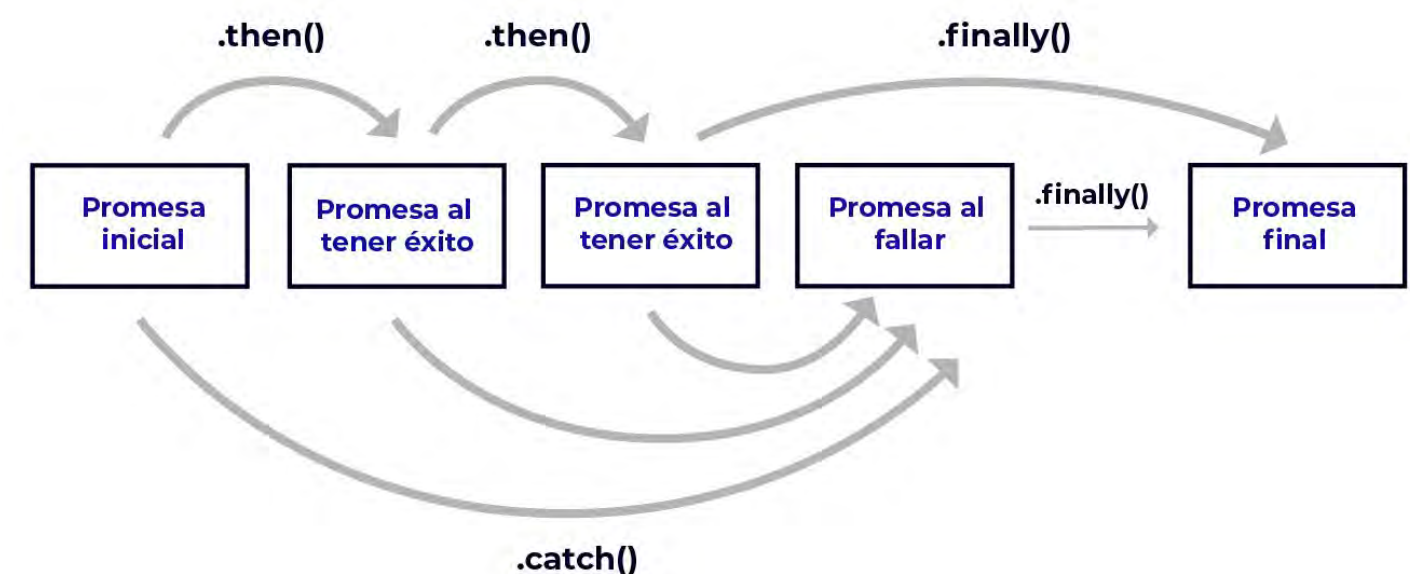 .then()
.then()
.finally()
Promesa
inicial
Promesa al
tener éxito
Promesa al
tener éxito
Promesa al
fallar
.finally()
Promesa
final
.catch()